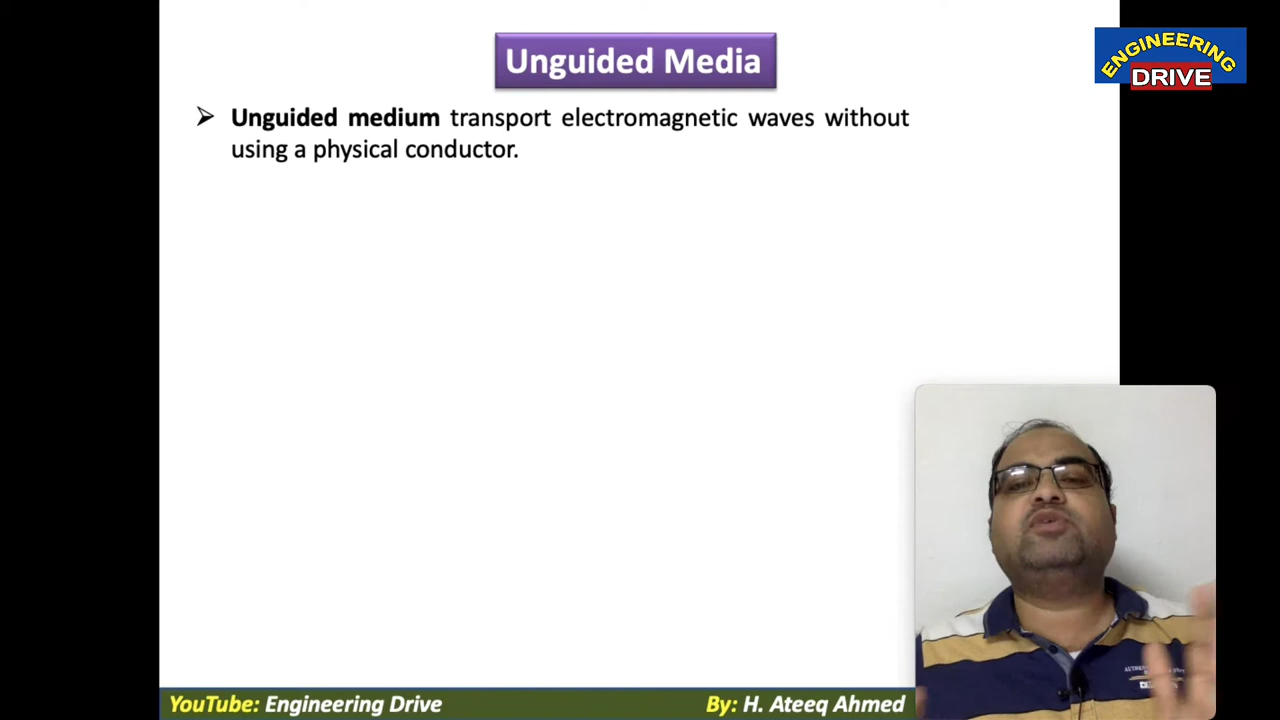 Unguided Media
ENGINEERING
DRIVE
➢ Unguided medium transport electromagnetic waves without
using a physical conductor.
YouTube: Engineering Drive
By: H. Ateeq Ahmed